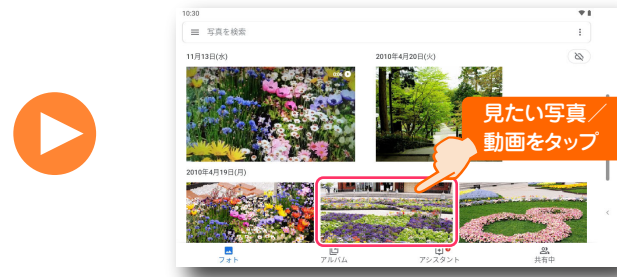 10:30
写真を検索
11月13日(水)
2010年4月20日(火)
見たい写真／
動画をタップ
2010年4月19日(月)
フォト
アルバム
アシスタント
共有中